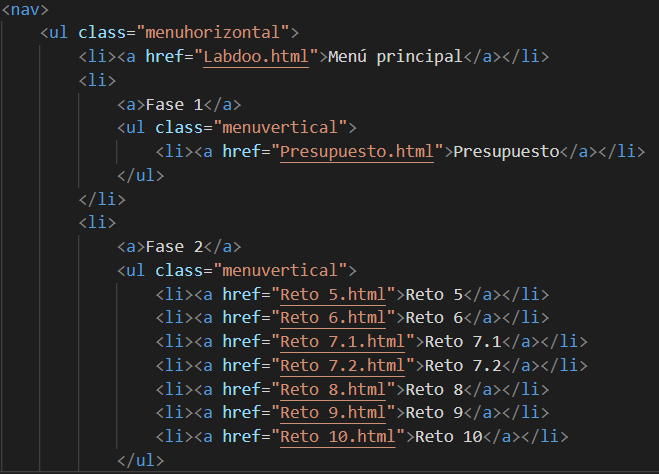 <nav>
<ul class="menuhorizontal">
<li><a href="Labdoo.html">Menú principal</a></li>
<li>
<a>Fase 1</a>
<ul class="menuvertical">
<li><a href="Presupuesto.html">Presupuesto</a></li>
</ul>
</li>
<li>
<a>Fase 2</a>
<ul class="menuvertical">
<li><a href="Reto 5.html">Reto 5</a></li>
<li><a href="Reto 6.html">Reto 6</a></li>
<li><a href="Reto 7.1.html">Reto 7.1</a></li>
<li><a href="Reto 7.2.html">Reto 7.2</a></li>
<li><a href="Reto 8.html">Reto 8</a></li>
<li><a href="Reto 9.html">Reto 9</a></li>
<li><a href="Reto 10.html">Reto 10</a></li>
</ul>